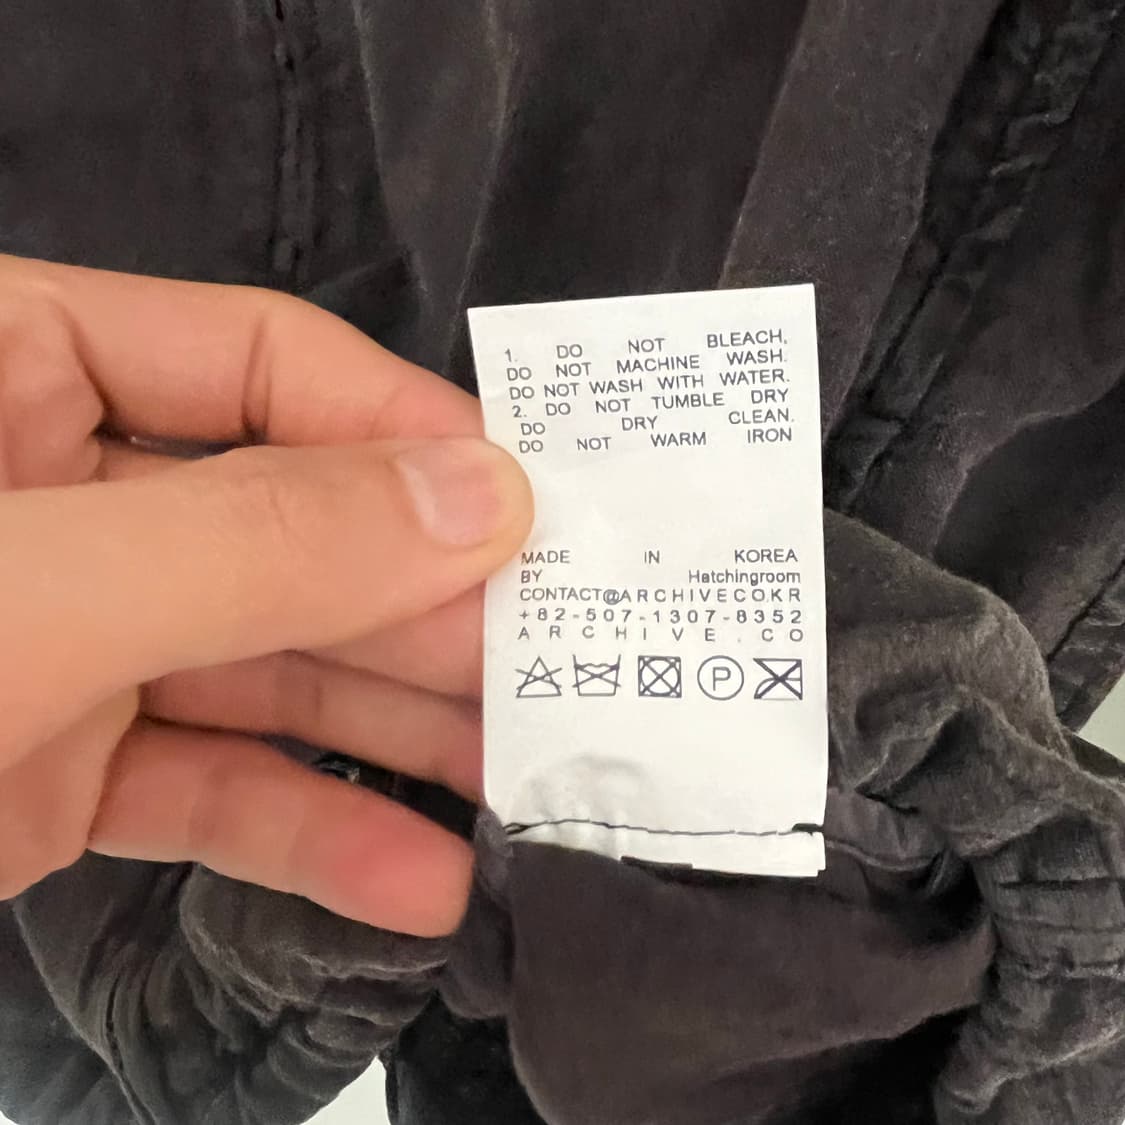 1. DO NOT BLEACH,
DO NOT MACHINE WASH.
DO NOT WASH WITH WATER.
2. DO NOT TUMBLE DRY
DO DRY CLEAN.
DO NOT WARM IRON
MADE IN KOREA
BY Hatchingroom
CONTACT@ARCHIVECO.KR
+82-507-1307-8352
ARCHIVE.CO
P